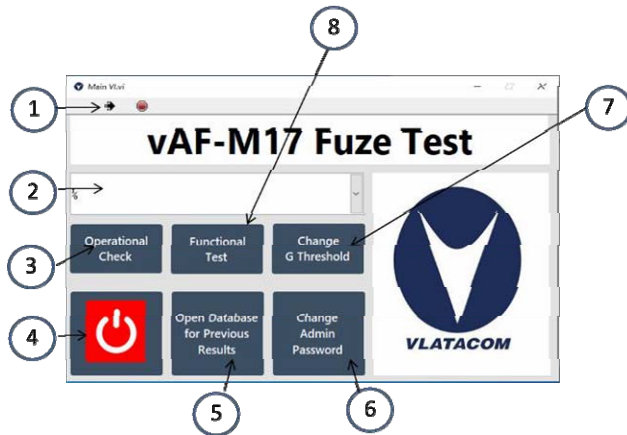 8
Main VI.vi
1
7
vAF-M17 Fuze Test
2
%
Operational
Check
Functional
Test
Change
G Threshold
3
4
Open Database
for Previous
Results
Change
Admin
Password
VLATACOM
5
6